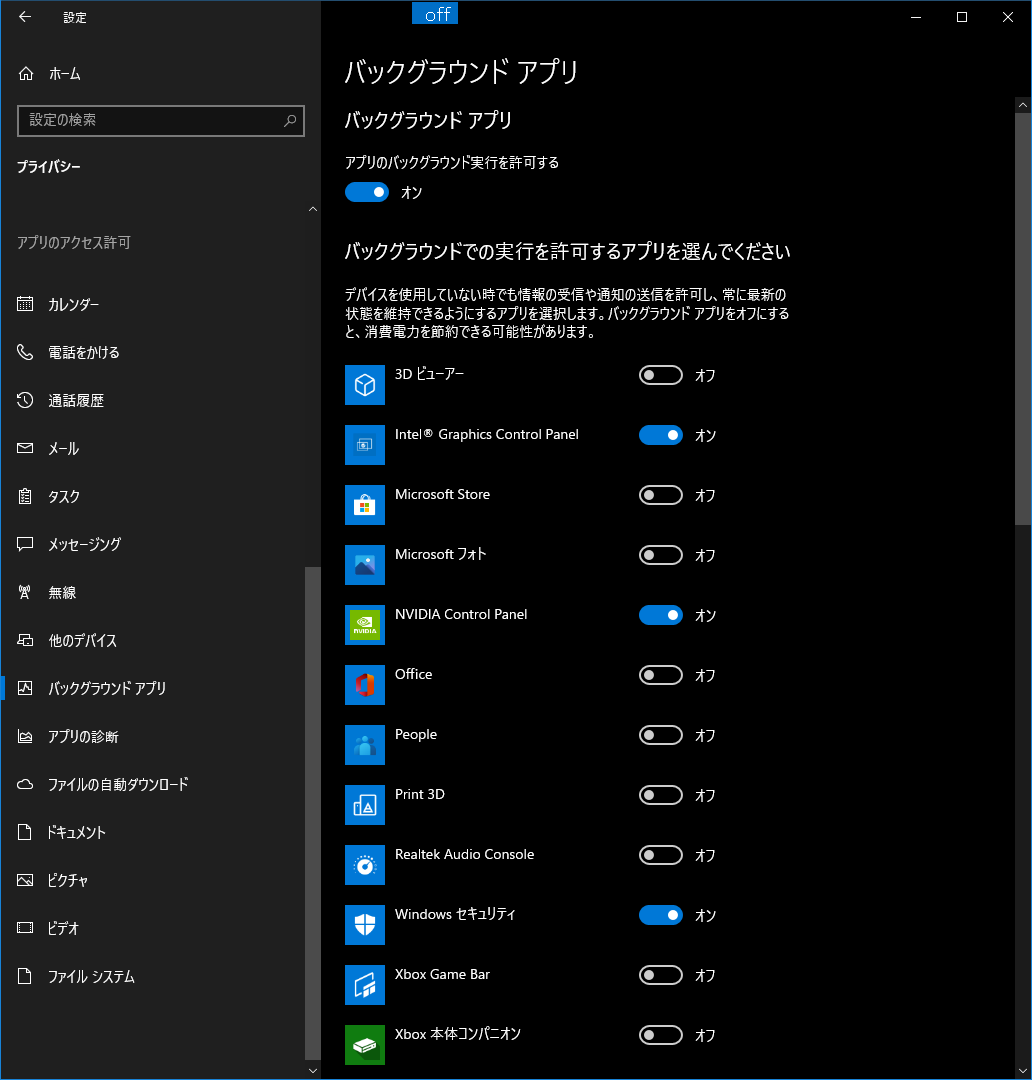 設定
off
ホーム
設定の検索
プライバシー
アプリのアクセス許可
カレンダー
電話をかける
通話履歴
メール
タスク
メッセージング
無線
他のデバイス
バックグラウンド アプリ
アプリの診断
ファイルの自動ダウンロード
ドキュメント
ピクチャ
ビデオ
ファイル システム
バックグラウンド アプリ
バックグラウンド アプリ
アプリのバックグラウンド実行を許可する
オン
バックグラウンドでの実行を許可するアプリを選んでください
デバイスを使用していない時でも情報の受信や通知の送信を許可し、常に最新の
状態を維持できるようにするアプリを選択します。バックグラウンド アプリをオフにする
と、消費電力を節約できる可能性があります。
3D ビューアー オフ
Intel® Graphics Control Panel オン
Microsoft Store オフ
Microsoft フォト オフ
NVIDIA
NVIDIA Control Panel オン
Office オフ
People オフ
Print 3D オフ
Realtek Audio Console オフ
Windows セキュリティ オン
Xbox Game Bar オフ
Xbox 本体コンパニオン オフ